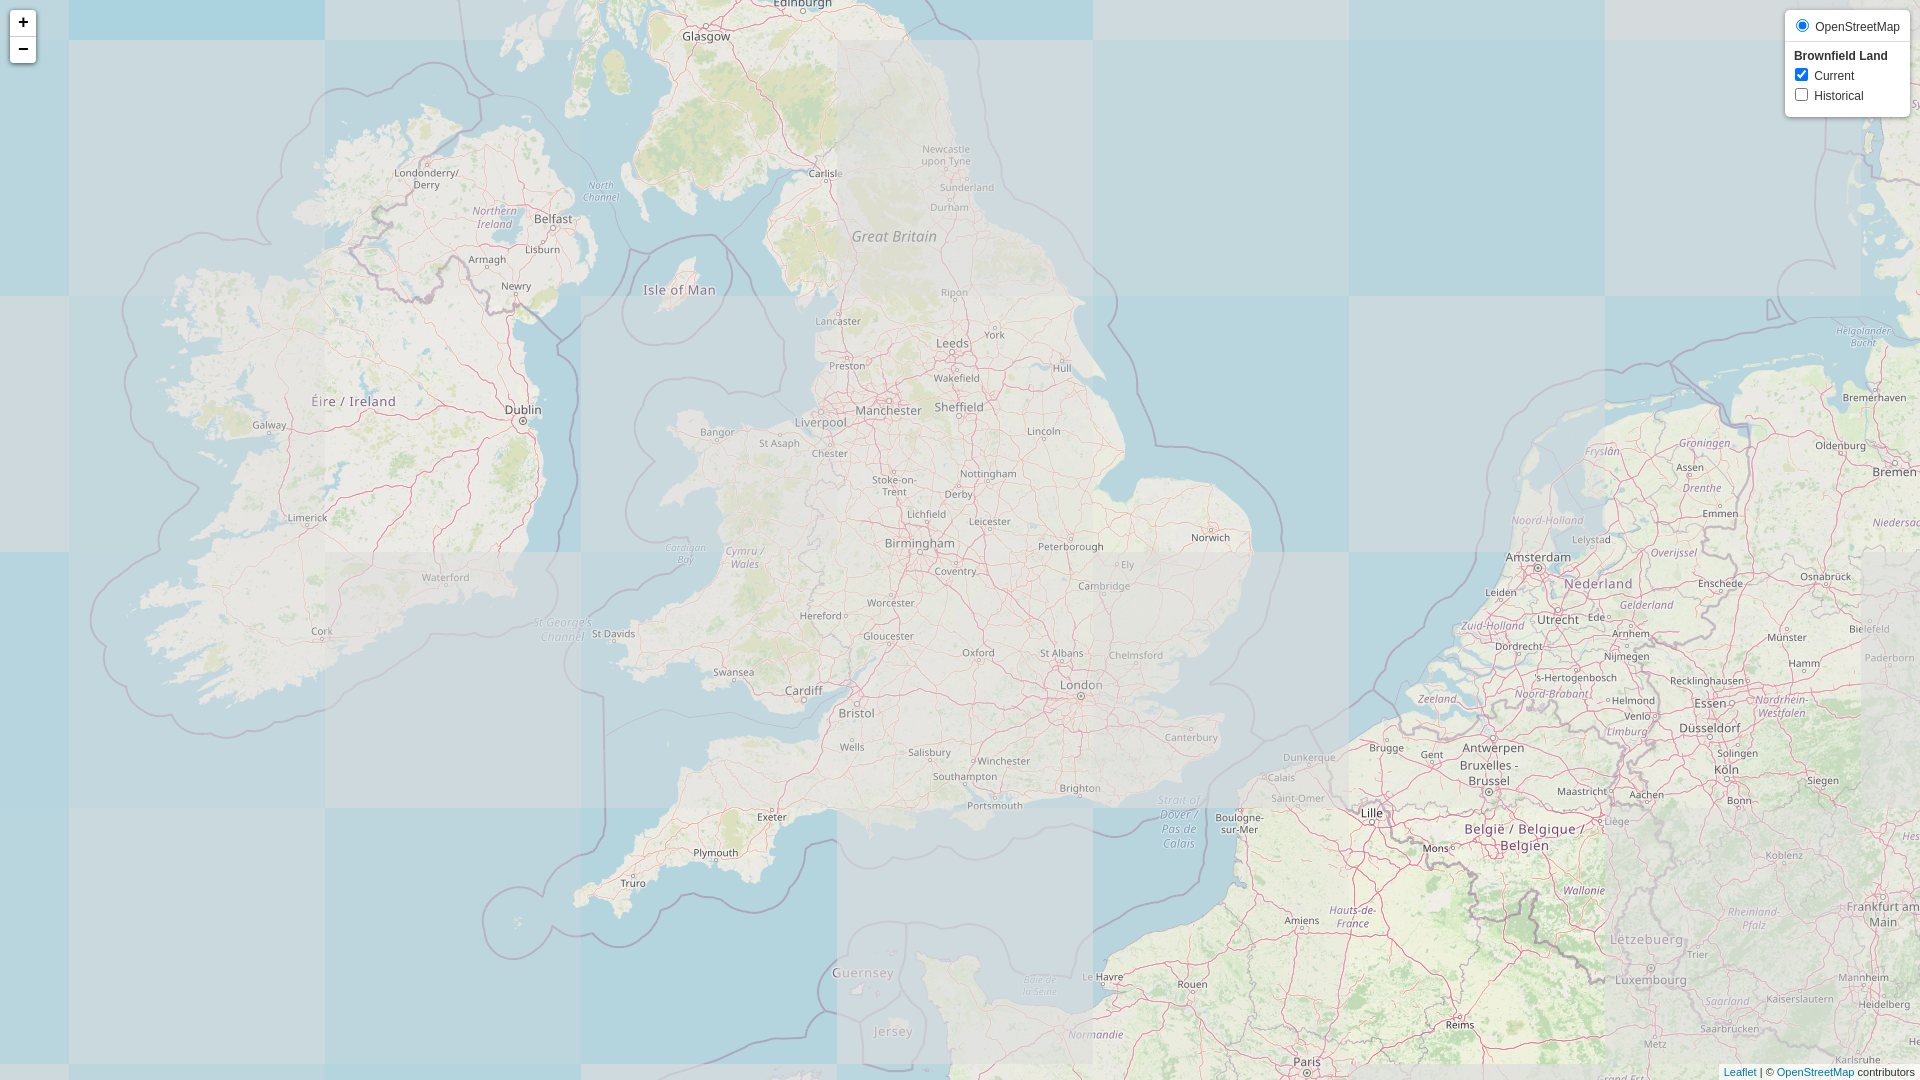 +
−
OpenStreetMap
Brownfield Land
Current
Historical
Edinburgh
Glasgow
Londonderry/
Derry
North
Channel
Northern
Ireland
Belfast
Lisburn
Armagh
Newry
Carlisle
Newcastle
upon Tyne
Sunderland
Durham
Great Britain
Isle of Man
Ripon
Lancaster
York
Leeds
Preston
Wakefield
Hull
Helgoländer
Bucht
Éire / Ireland
Dublin
Galway
Liverpool
Manchester
Sheffield
Bangor
St Asaph
Chester
Lincoln
Bremerhaven
Groningen
Oldenburg
Fryslân
Assen
Bremen
Stoke-on-
Trent
Nottingham
Derby
Drenthe
Limerick
Lichfield
Leicester
Emmen
Noord-Holland
Niedersa
Birmingham
Peterborough
Norwich
Lelystad
Cardigan
Bay
Cymru /
Wales
Coventry
Ely
Amsterdam
Overijssel
Waterford
Cambridge
Nederland
Enschede
Osnabrück
Leiden
Worcester
Hereford
Gelderland
Cork
St George's
Channel
St Davids
Gloucester
Zuid-Holland
Utrecht
Ede
Arnhem
Münster
Bielefeld
Oxford
St Albans
Chelmsford
Dordrecht
Nijmegen
Hamm
Paderborn
Swansea
Cardiff
London
's-Hertogenbosch
Recklinghausen
Noord-Brabant
Zeeland
Helmond
Essen
Nordrhein-
Westfalen
Bristol
Venlo
Limburg
Düsseldorf
Canterbury
Wells
Salisbury
Winchester
Dunkerque
Brugge
Gent
Antwerpen
Solingen
Bruxelles -
Brussel
Köln
Southampton
Brighton
Calais
Siegen
Maastricht
Aachen
Portsmouth
Strait of
Dover /
Pas de
Calais
Saint-Omer
Bonn
Exeter
Boulogne-
sur-Mer
Lille
Liège
België / Belgique /
Belgien
Plymouth
Mons
Koblenz
Truro
Wallonie
Hauts-de-
France
Rheinland-
Pfalz
Frankfurt am
Main
Amiens
Lëtzebuerg
Trier
Guernsey
Baie de
la Seine
Le Havre
Rouen
Luxembourg
Mannheim
Jersey
Saarland
Kaiserslautern
Heidelberg
Normandie
Reims
Saarbrücken
Metz
Paris
Karlsruhe
Grand Est
Leaflet | © OpenStreetMap contributors